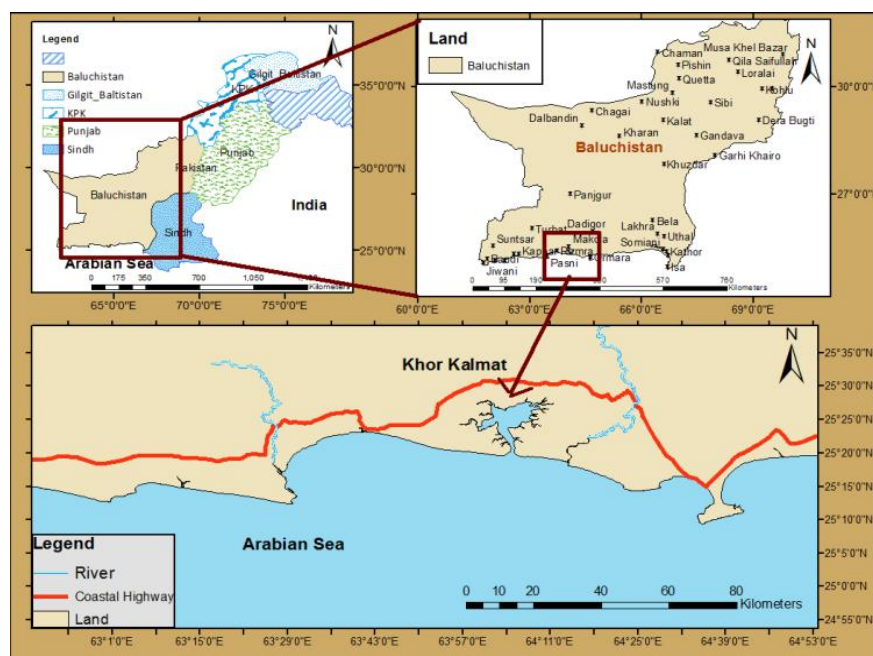 Legend
Baluchistan
Gilgit_Baltistan
KPK
Punjab
Sindh
N
Gilgit_Baltistan
KPK
Punjab
Pakistan
Baluchistan
India
Sindh
Arabian Sea
0 175 350 700 1,050
Kilometers
35°0'0"N
30°0'0"N
25°0'0"N
65°0'0"E 70°0'0"E 75°0'0"E
Land
Baluchistan
N
Musa Khel Bazar
Chaman
Qila Saifullah
Pishin
Loralai
Quetta
Mastung
Kohlu
Nushki
Sibi
Chagai
Dalbandin
Kalat
Dera Bugti
Kharan
Gandava
Baluchistan
Garhi Khairo
Khuzdar
Panjgur
Bela
Dadigor
Lakhra
Turbat
Uthal
Suntsar
Makola
Somiani
Kathor
Pasni
Ormara
Jiwani
Isa
0 95 190 570 760
Kilometers
30°0'0"N
27°0'0"N
60°0'0"E 63°0'0"E 66°0'0"E 69°0'0"E
Khor Kalmat
N
Arabian Sea
Legend
River
Coastal Highway
Land
0 10 20 40 60 80
Kilometers
25°35'0"N
25°30'0"N
25°25'0"N
25°20'0"N
25°15'0"N
25°10'0"N
25°5'0"N
25°0'0"N
24°55'0"N
63°1'0"E 63°15'0"E 63°29'0"E 63°43'0"E 63°57'0"E 64°11'0"E 64°25'0"E 64°39'0"E 64°53'0"E